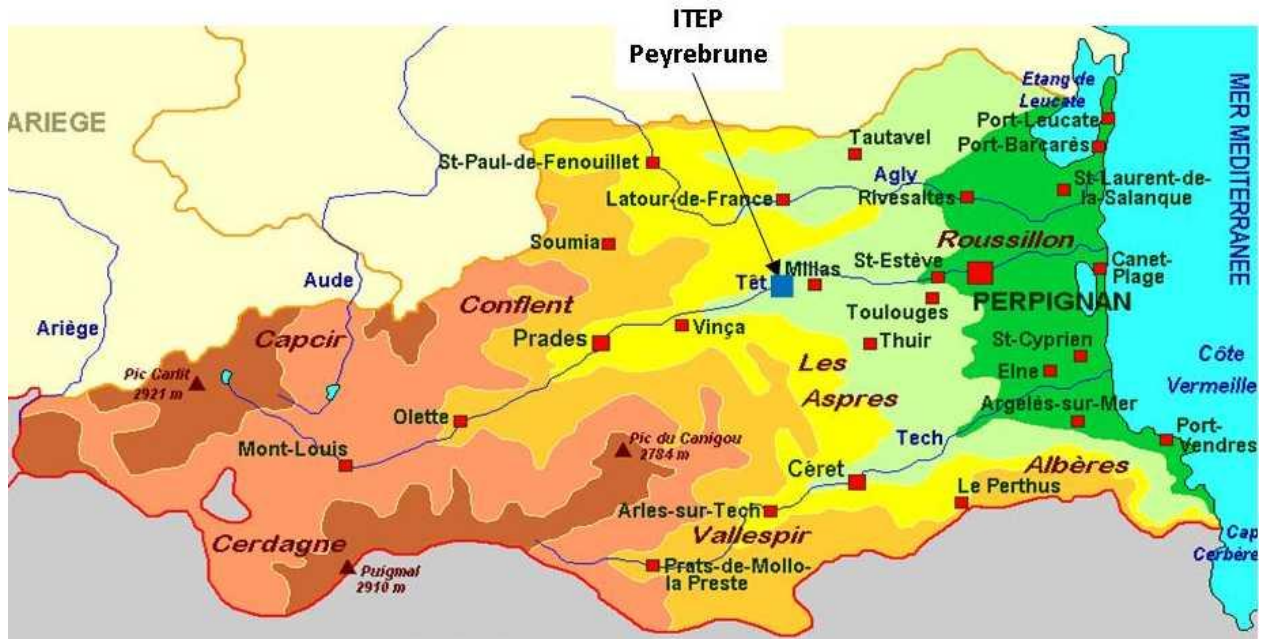 ITEP
Peyrebrune
ARIEGE
Etang de
Leucate
Port-Leucate
Port-Barcarès
MER MEDITERRANEE
Tautavel
St-Paul-de-Fenouillet
Agly
Latour-de-France
Rivesaltes
St-Laurent-de-
la-Salanque
Soumia
Roussillon
Aude
Têt
Millas
St-Estève
Canet-
Plage
Conflent
PERPIGNAN
Toulouges
Ariège
Vinça
Capcir
Prades
Thuir
St-Cyprien
Les
Aspres
Elne
Côte
Vermeille
Pic Carlit
2921 m
Argelès-sur-Mer
Olette
Tech
Port-
Vendres
Mont-Louis
Pic du Canigou
2784 m
Céret
Albères
Le Perthus
Arles-sur-Tech
Vallespir
Cerdagne
Cap
Cerbère
Puigmal
2910 m
Prats-de-Mollo-
la Preste